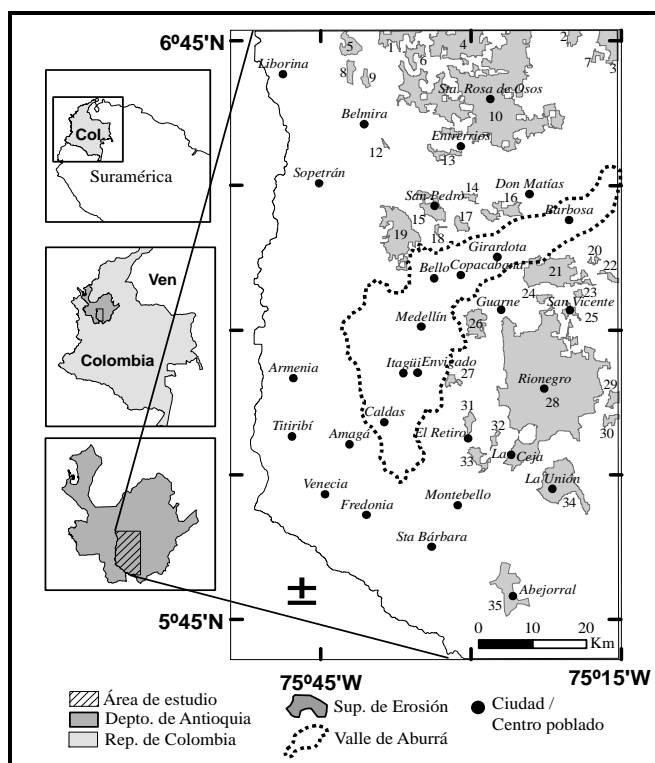 6º45'N
5º45'N
75º45'W
75º15'W
Col.
Suramérica
Ven
Colombia
5
1
4
2
6
7
3
8
9
Liborina
Sta. Rosa de Osos
10
Belmira
12
Entrerrios
13
Sopetrán
San Pedro
14
Don Matías
15
16
17
Barbosa
18
19
Girardota
20
Bello
Copacabana
21
22
23
24
Guarne
San Vicente
25
Medellín
26
Itagüi
Envigado
27
Armenia
Rionegro
28
29
30
Caldas
31
Titiribí
Amagá
El Retiro
32
La Ceja
33
Venecia
La Unión
34
Fredonia
Montebello
Sta Bárbara
Abejorral
35
0 10 20
Km
Área de estudio
Depto. de Antioquia
Rep. de Colombia
Sup. de Erosión
Valle de Aburrá
Ciudad /
Centro poblado